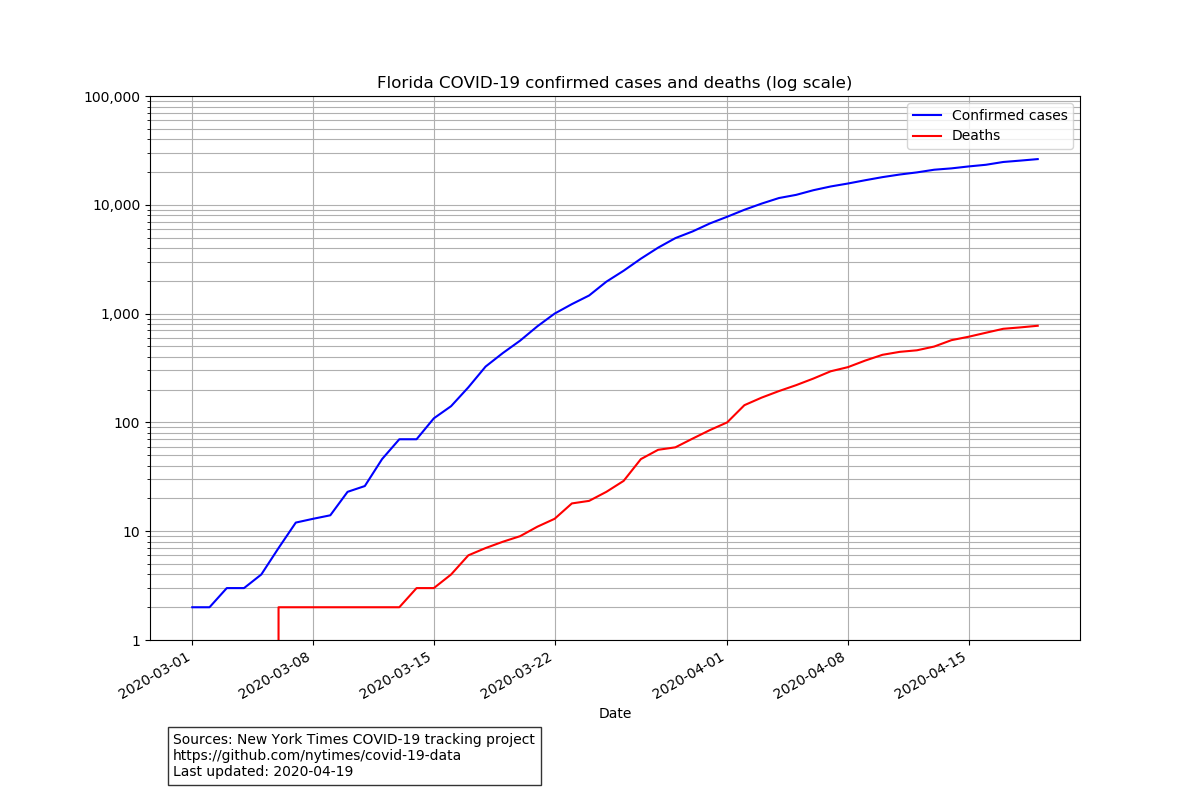 Florida COVID-19 confirmed cases and deaths (log scale)
100,000
10,000
1,000
100
10
1
Confirmed cases
Deaths
2020-03-01
2020-03-08
2020-03-15
2020-03-22
2020-04-01
2020-04-08
2020-04-15
Date
Sources: New York Times COVID-19 tracking project
https://github.com/nytimes/covid-19-data
Last updated: 2020-04-19